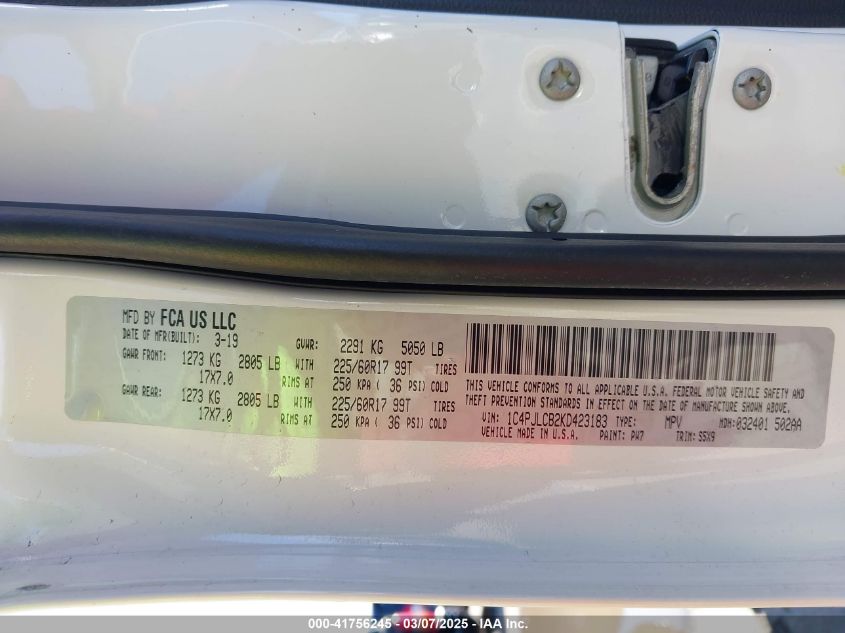 MFD BY FCA US LLC
DATE OF MFR(BUILT): 3-19 GVWR: 2291 KG 5050 LB
GAWR FRONT: 1273 KG 2805 LB WITH 225/60R17 99T TIRES
17X7.0 RIMS AT 250 KPA ( 36 PSI) COLD
GAWR REAR: 1273 KG 2805 LB WITH 225/60R17 99T TIRES
17X7.0 RIMS AT 250 KPA ( 36 PSI) COLD
THIS VEHICLE CONFORMS TO ALL APPLICABLE U.S.A. FEDERAL MOTOR VEHICLE SAFETY AND
THEFT PREVENTION STANDARDS IN EFFECT ON THE DATE OF MANUFACTURE SHOWN ABOVE.
VIN: 1C4PJLCB2KD423183 TYPE: MPV MDH:032401 502AA
VEHICLE MADE IN U.S.A. PAINT: PW7 TRIM: S5X9
000-41756245 - 03/07/2025 - IAA Inc.